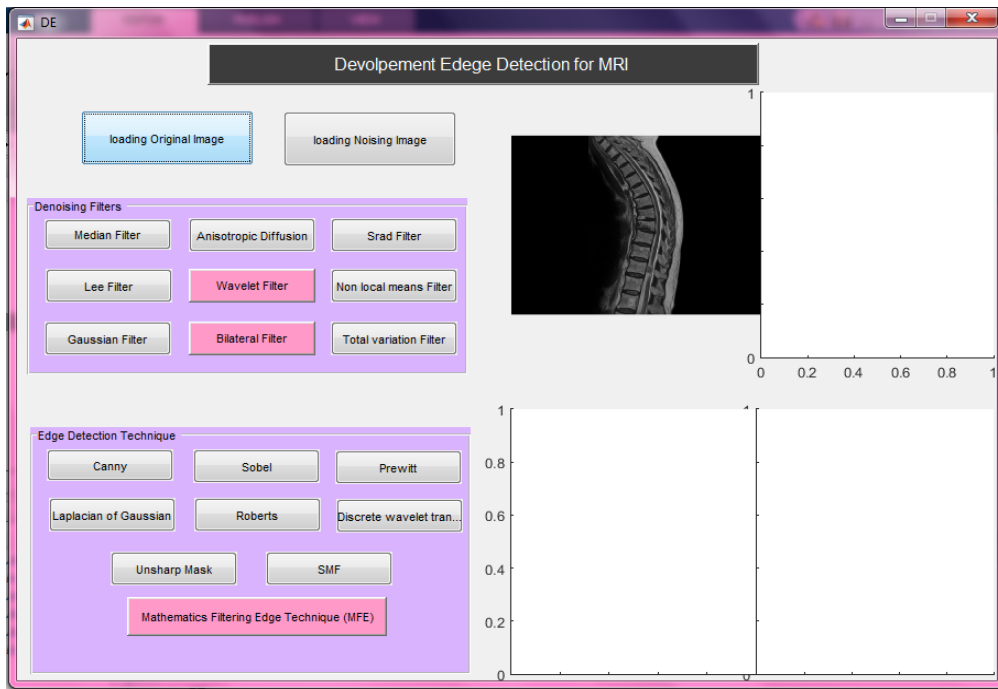 DE
Devolpement Edege Detection for MRI
loading Original Image
loading Noising Image
Denoising Filters
Median Filter
Anisotropic Diffusion
Srad Filter
Lee Filter
Wavelet Filter
Non local means Filter
Gaussian Filter
Bilateral Filter
Total variation Filter
1
0
0 0.2 0.4 0.6 0.8 1
Edge Detection Technique
Canny
Sobel
Prewitt
Laplacian of Gaussian
Roberts
Discrete wavelet tran...
Unsharp Mask
SMF
Mathematics Filtering Edge Technique (MFE)
1
0.8
0.6
0.4
0.2
0